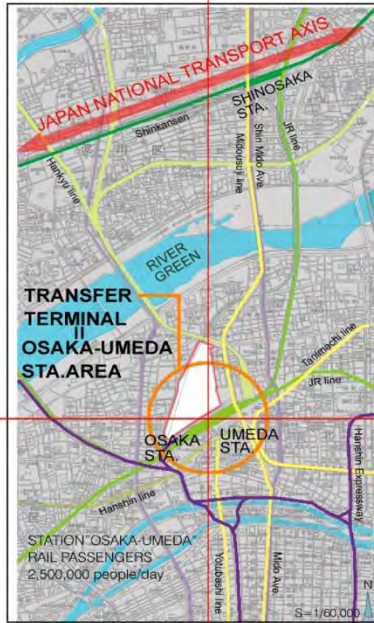 JAPAN NATIONAL TRANSPORT AXIS
SHINOSAKA
STA.
Shinkansen
Hankyu line
Midousuji line
Shin Mido Ave.
JR line
RIVER
GREEN
TRANSFER
TERMINAL
=
OSAKA-UMEDA
STA.AREA
Tanimachi line
JR line
OSAKA
STA.
UMEDA
STA.
Hanshin line
Hanshin Expressway
STATION"OSAKA-UMEDA"
RAIL PASSENGERS
2,500,000 people/day
Yotubashi line
Mido Ave.
N
S=1/60,000